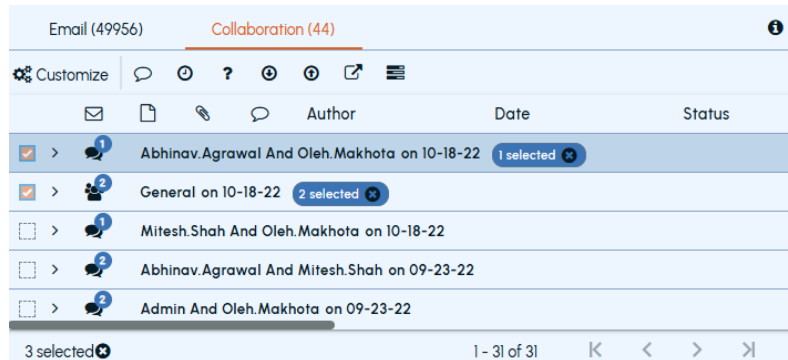 Email (49956) Collaboration (44)
Customize ?
Author Date Status
1 Abhinav.Agrawal And Oleh.Makhota on 10-18-22 1 selected
2 General on 10-18-22 2 selected
1 Mitesh.Shah And Oleh.Makhota on 10-18-22
2 Abhinav.Agrawal And Mitesh.Shah on 09-23-22
2 Admin And Oleh.Makhota on 09-23-22
3 selected 1 - 31 of 31